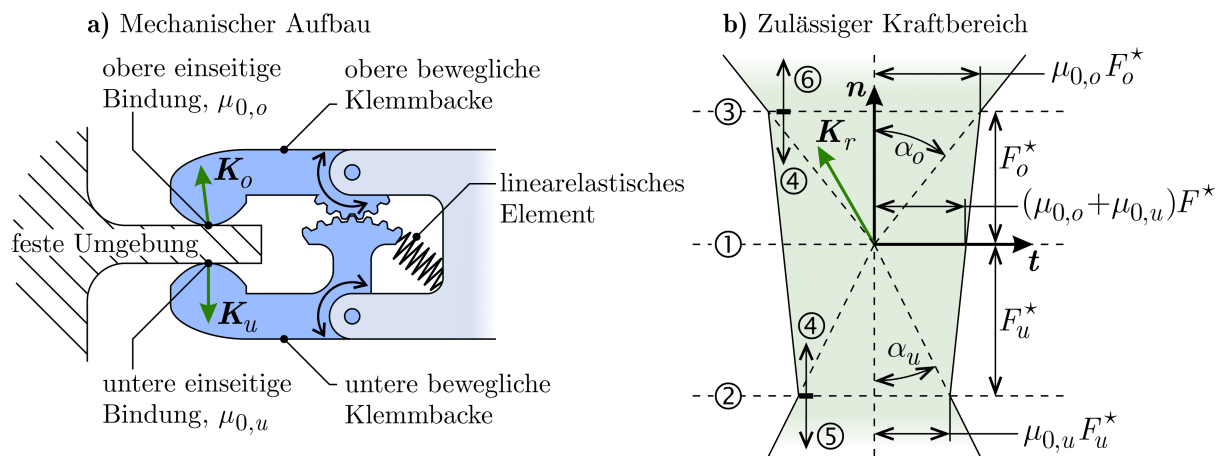 a) Mechanischer Aufbau
obere einseitige
Bindung, μ₀,ₒ
obere bewegliche
Klemmbacke
Kₒ
linearelastisches
Element
feste Umgebung
Kᵤ
untere einseitige
Bindung, μ₀,ᵤ
untere bewegliche
Klemmbacke
b) Zulässiger Kraftbereich
⑥
n
μ₀,ₒFₒ⋆
③
Kᵣ
αₒ
④
Fₒ⋆
(μ₀,ₒ+μ₀,ᵤ)F⋆
①
t
④
αᵤ
Fᵤ⋆
②
⑤
μ₀,ᵤFᵤ⋆